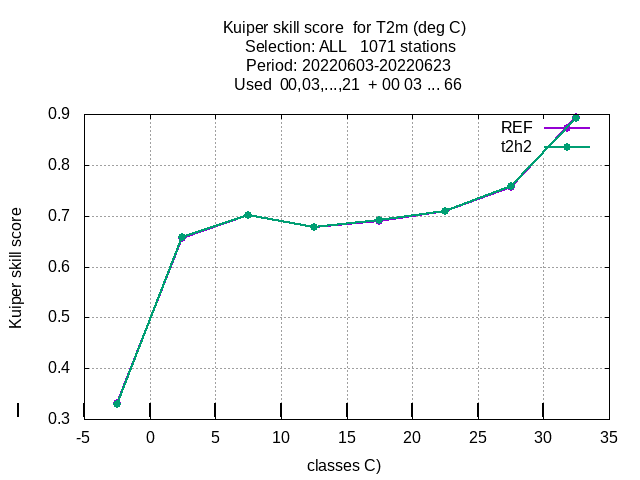 Kuiper skill score  for T2m (deg C)
Selection: ALL   1071 stations
Period: 20220603-20220623
Used  00,03,...,21  + 00 03 ... 66
REF
t2h2
0.9
0.8
0.7
0.6
0.5
0.4
0.3
Kuiper skill score
-5
0
5
10
15
20
25
30
35
classes C)